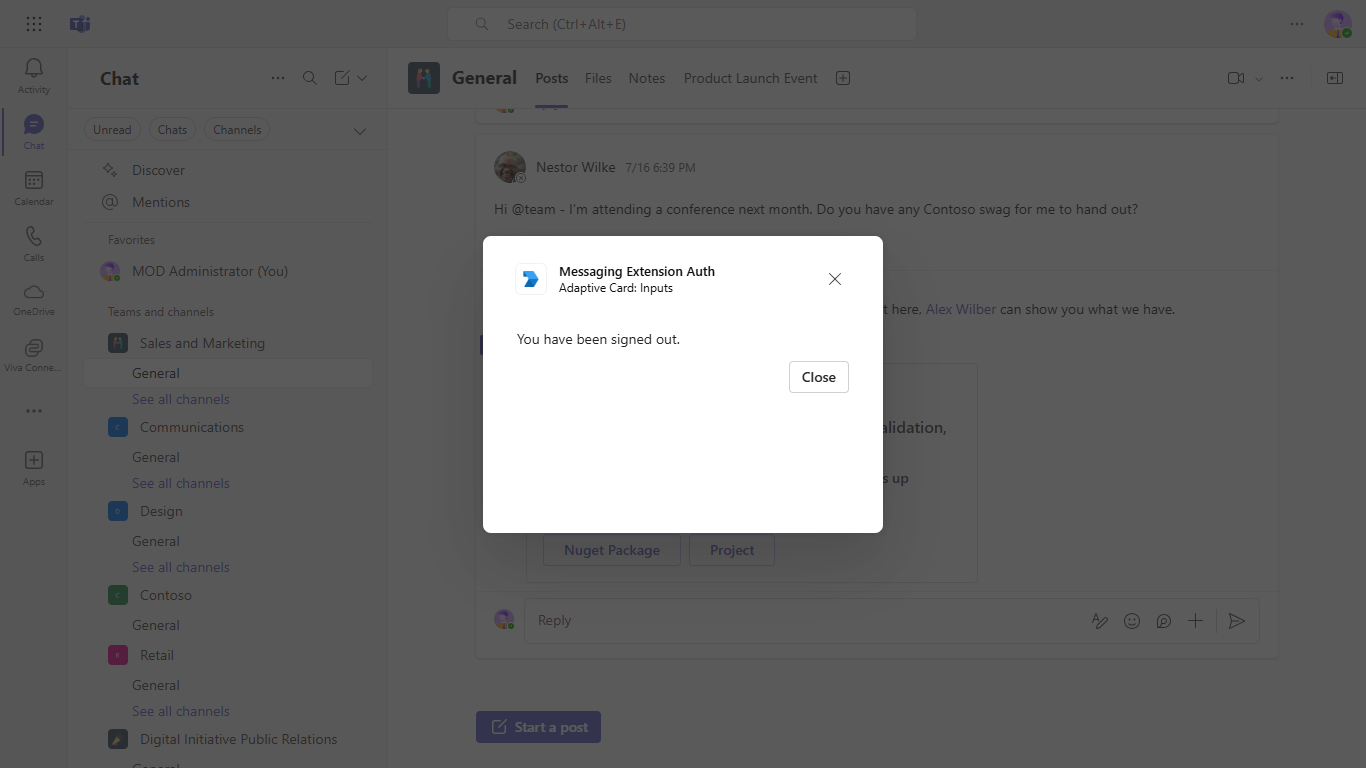 Search (Ctrl+Alt+E)
Activity
Chat
Calendar
Calls
OneDrive
Viva Conne...
Apps
Chat
Unread
Chats
Channels
Discover
Mentions
Favorites
MOD Administrator (You)
Teams and channels
Sales and Marketing
General
See all channels
Communications
General
See all channels
Design
General
See all channels
Contoso
General
Retail
General
See all channels
Digital Initiative Public Relations
General
General
Posts
Files
Notes
Product Launch Event
Nestor Wilke 7/16 6:39 PM
Hi @team - I'm attending a conference next month. Do you have any Contoso swag for me to hand out?
here, Alex Wilber can show you what we have.
Messaging Extension Auth
Adaptive Card: Inputs
You have been signed out.
Close
s up
Nuget Package
Project
Reply
Start a post